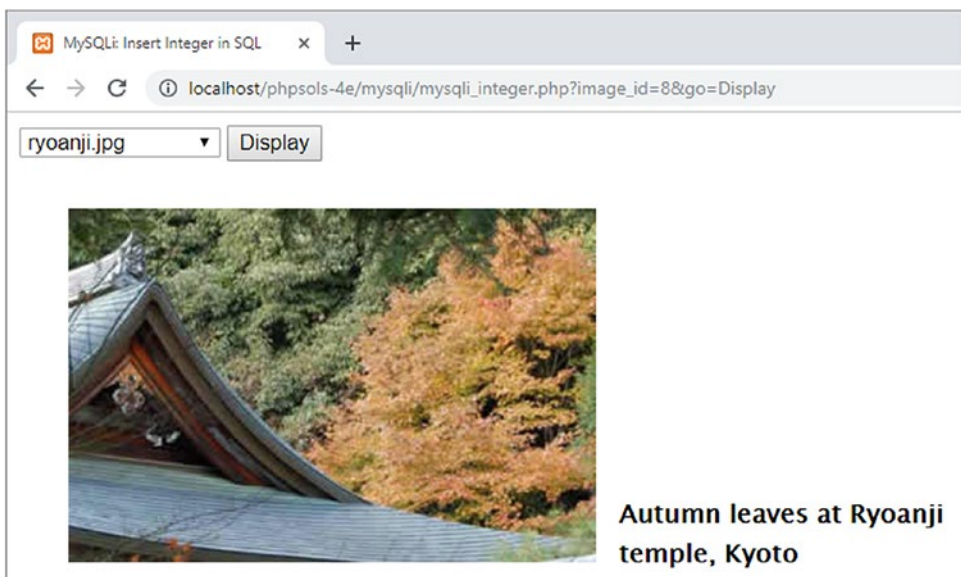 MySQLi: Insert Integer in SQL
localhost/phpsols-4e/mysqli/mysqli_integer.php?image_id=8&go=Display
ryoanji.jpg Display
Autumn leaves at Ryoanji
temple, Kyoto